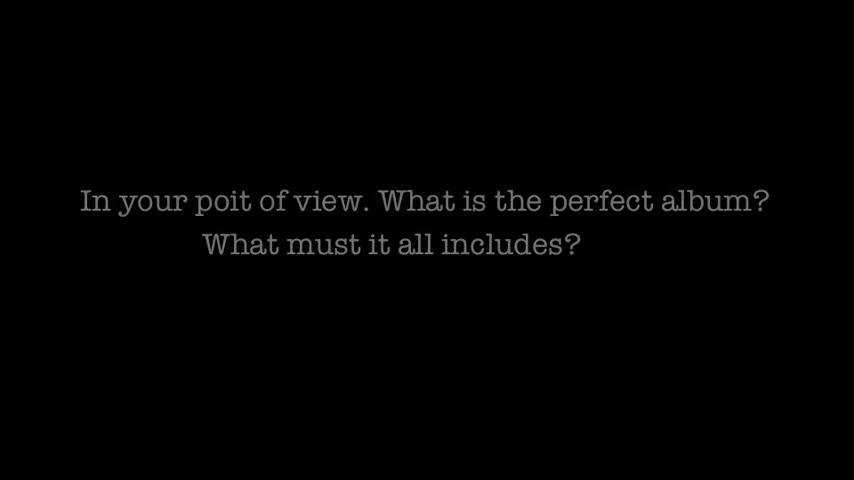 In your poit of view. What is the perfect album?
What must it all includes?